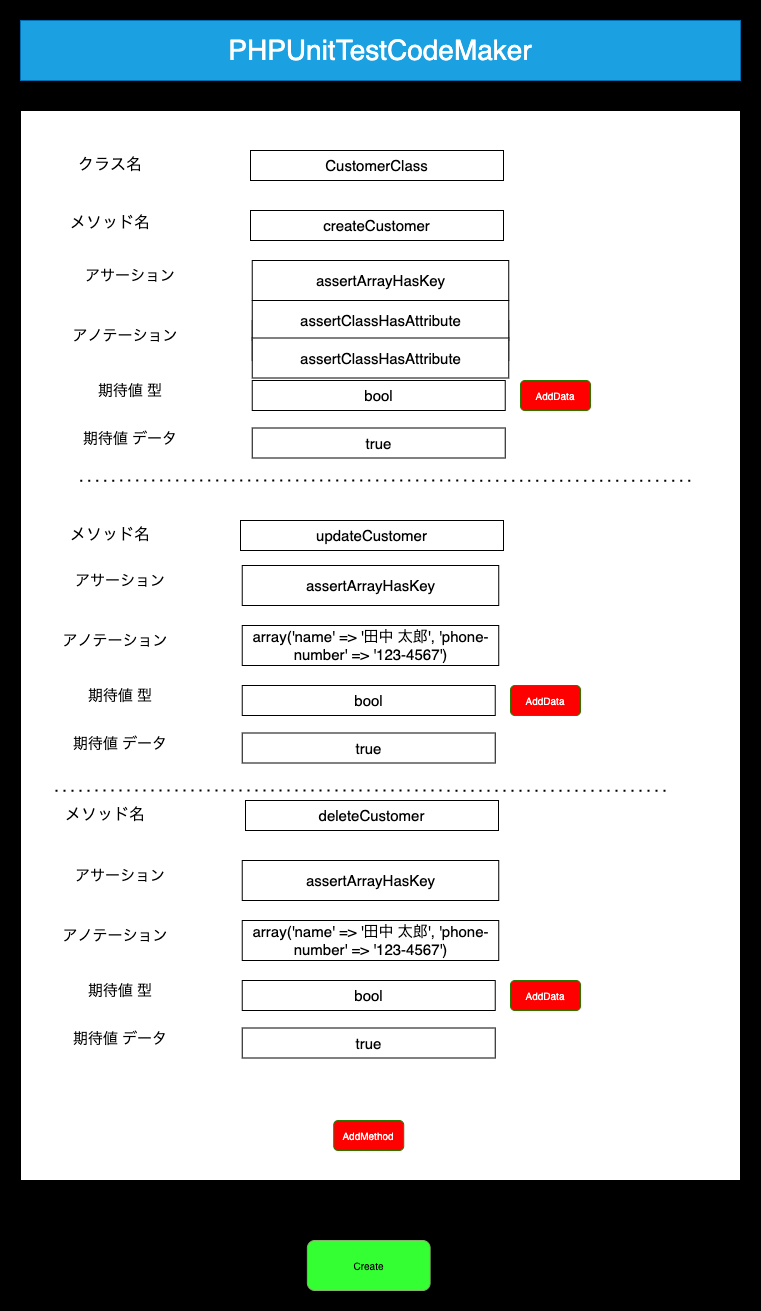 PHPUnitTestCodeMaker
クラス名
CustomerClass
メソッド名
createCustomer
アサーション
assertArrayHasKey
assertClassHasAttribute
アノテーション
assertClassHasAttribute
期待値 型
bool
AddData
期待値 データ
true
メソッド名
updateCustomer
アサーション
assertArrayHasKey
アノテーション
array('name' => '田中 太郎', 'phone-
number' => '123-4567')
期待値 型
bool
AddData
期待値 データ
true
メソッド名
deleteCustomer
アサーション
assertArrayHasKey
アノテーション
array('name' => '田中 太郎', 'phone-
number' => '123-4567')
期待値 型
bool
AddData
期待値 データ
true
AddMethod
Create